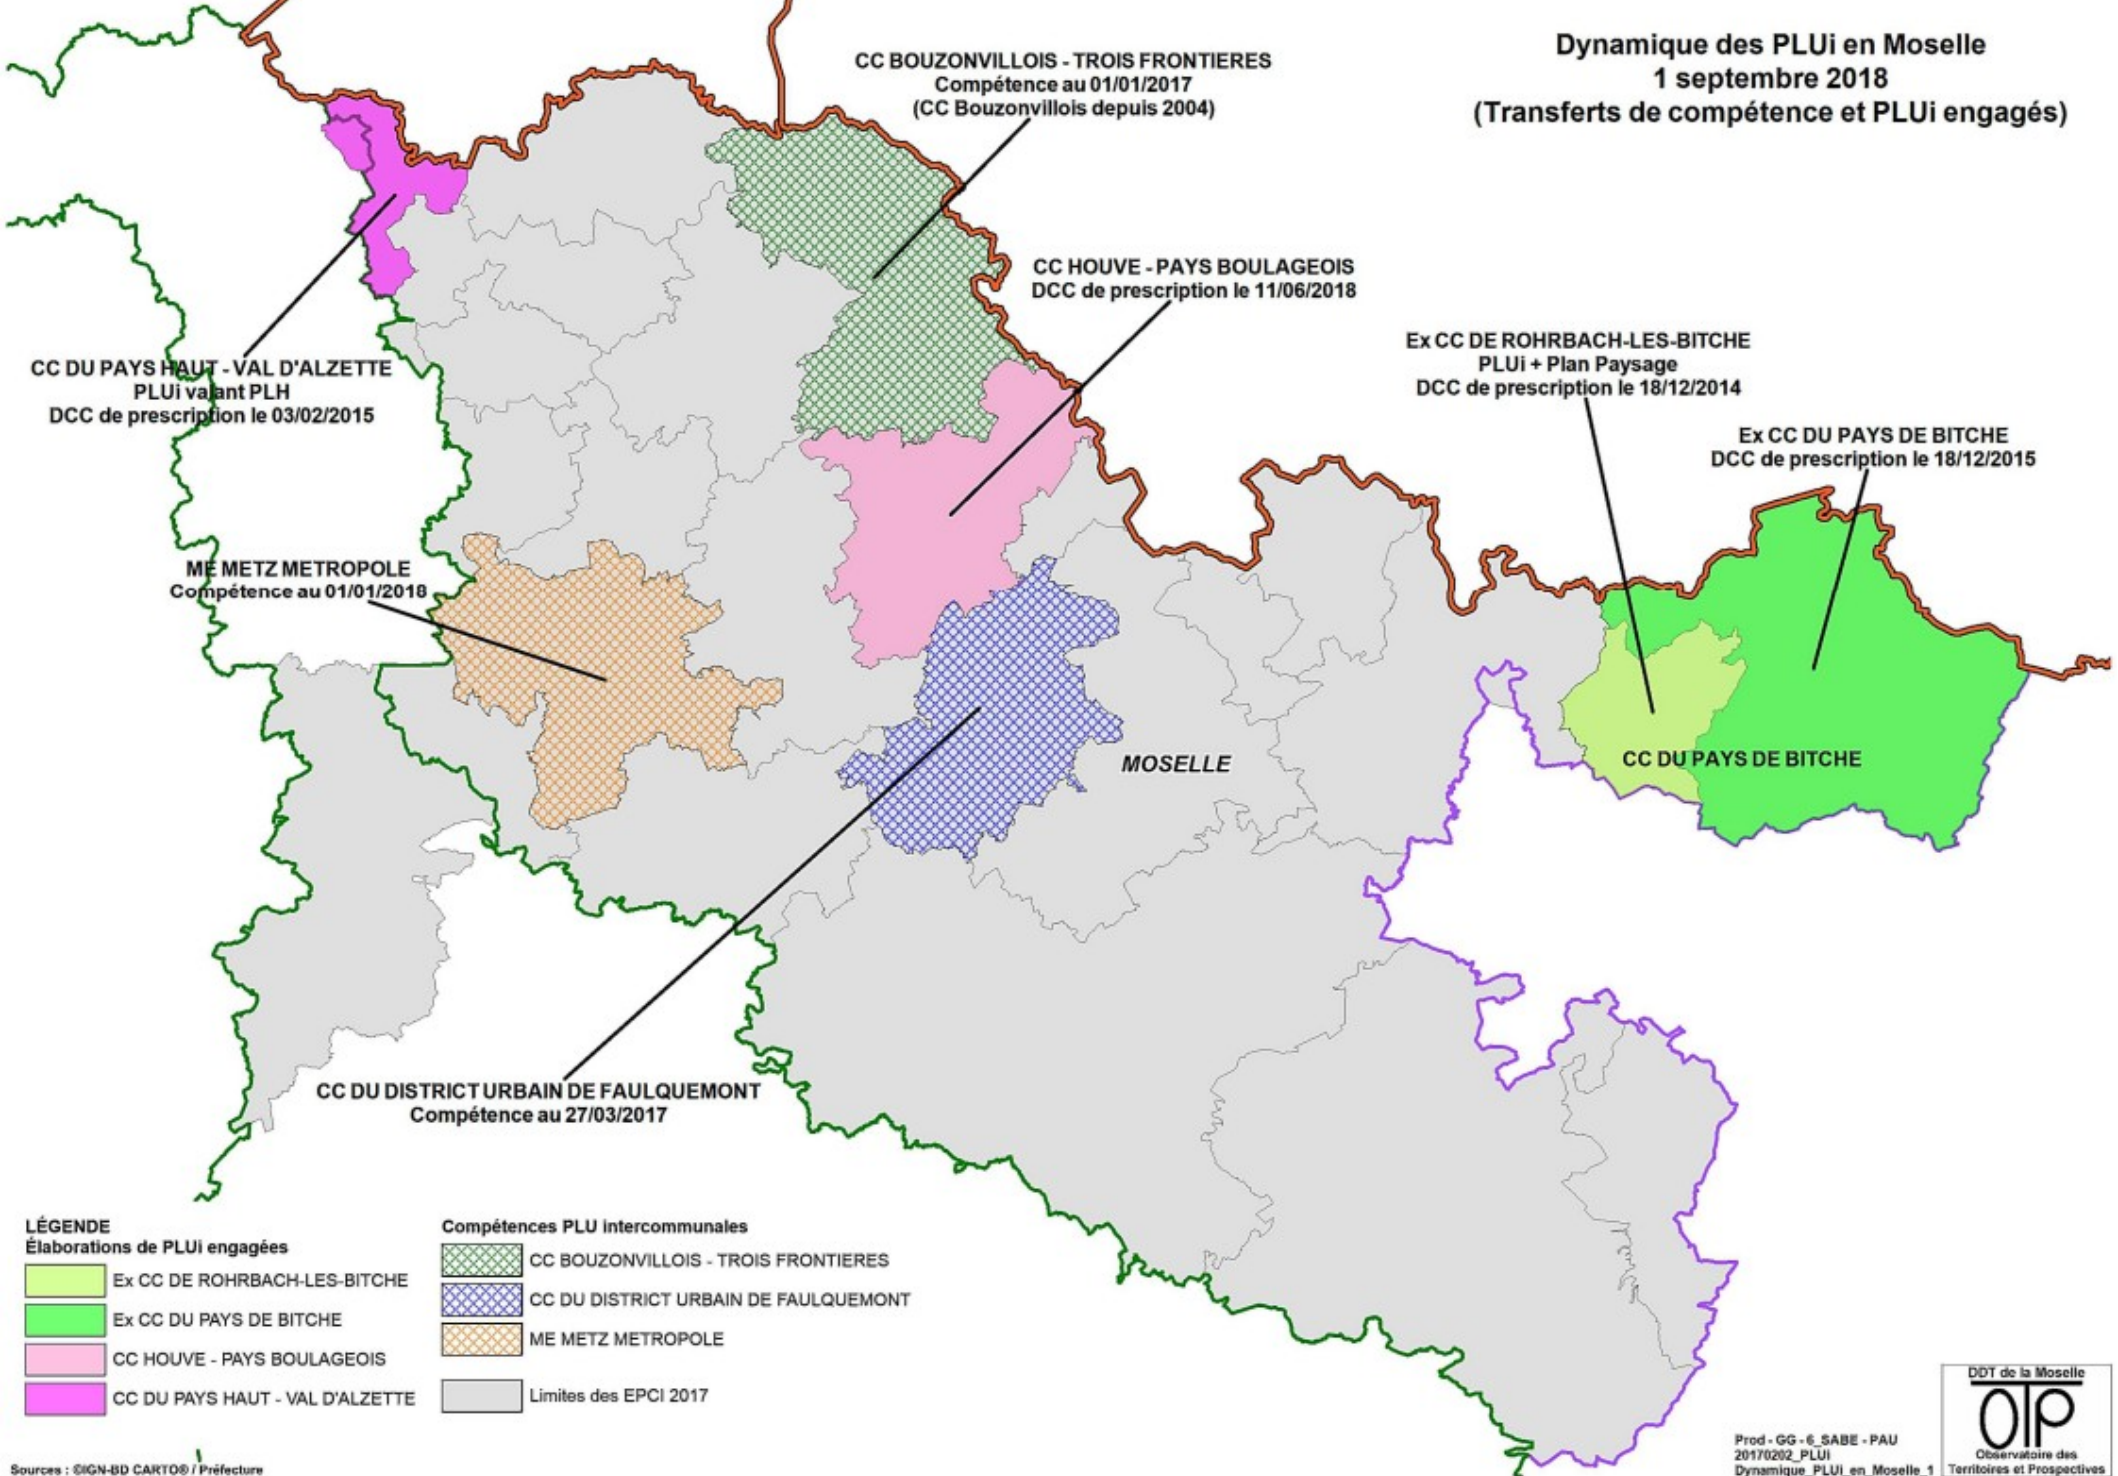 Dynamique des PLUi en Moselle
1 septembre 2018
(Transferts de compétence et PLUi engagés)
CC BOUZONVILLOIS - TROIS FRONTIERES
Compétence au 01/01/2017
(CC Bouzonvillois depuis 2004)
CC HOUVE - PAYS BOULAGEOIS
DCC de prescription le 11/06/2018
Ex CC DE ROHRBACH-LES-BITCHE
PLUi + Plan Paysage
DCC de prescription le 18/12/2014
CC DU PAYS HAUT - VAL D'ALZETTE
PLUi valant PLH
DCC de prescription le 03/02/2015
Ex CC DU PAYS DE BITCHE
DCC de prescription le 18/12/2015
ME METZ METROPOLE
Compétence au 01/01/2018
MOSELLE
CC DU PAYS DE BITCHE
CC DU DISTRICT URBAIN DE FAULQUEMONT
Compétence au 27/03/2017
LÉGENDE
Élaborations de PLUi engagées
Ex CC DE ROHRBACH-LES-BITCHE
Ex CC DU PAYS DE BITCHE
CC HOUVE - PAYS BOULAGEOIS
CC DU PAYS HAUT - VAL D'ALZETTE
Compétences PLU intercommunales
CC BOUZONVILLOIS - TROIS FRONTIERES
CC DU DISTRICT URBAIN DE FAULQUEMONT
ME METZ METROPOLE
Limites des EPCI 2017
Sources : ©IGN-BD CARTO® / Préfecture
Prod - GG - 6_SABE - PAU
20170202_PLUi
Dynamique_PLUi_en_Moselle_1
DDT de la Moselle
OTP
Observatoire des
Territoires et Prospectives